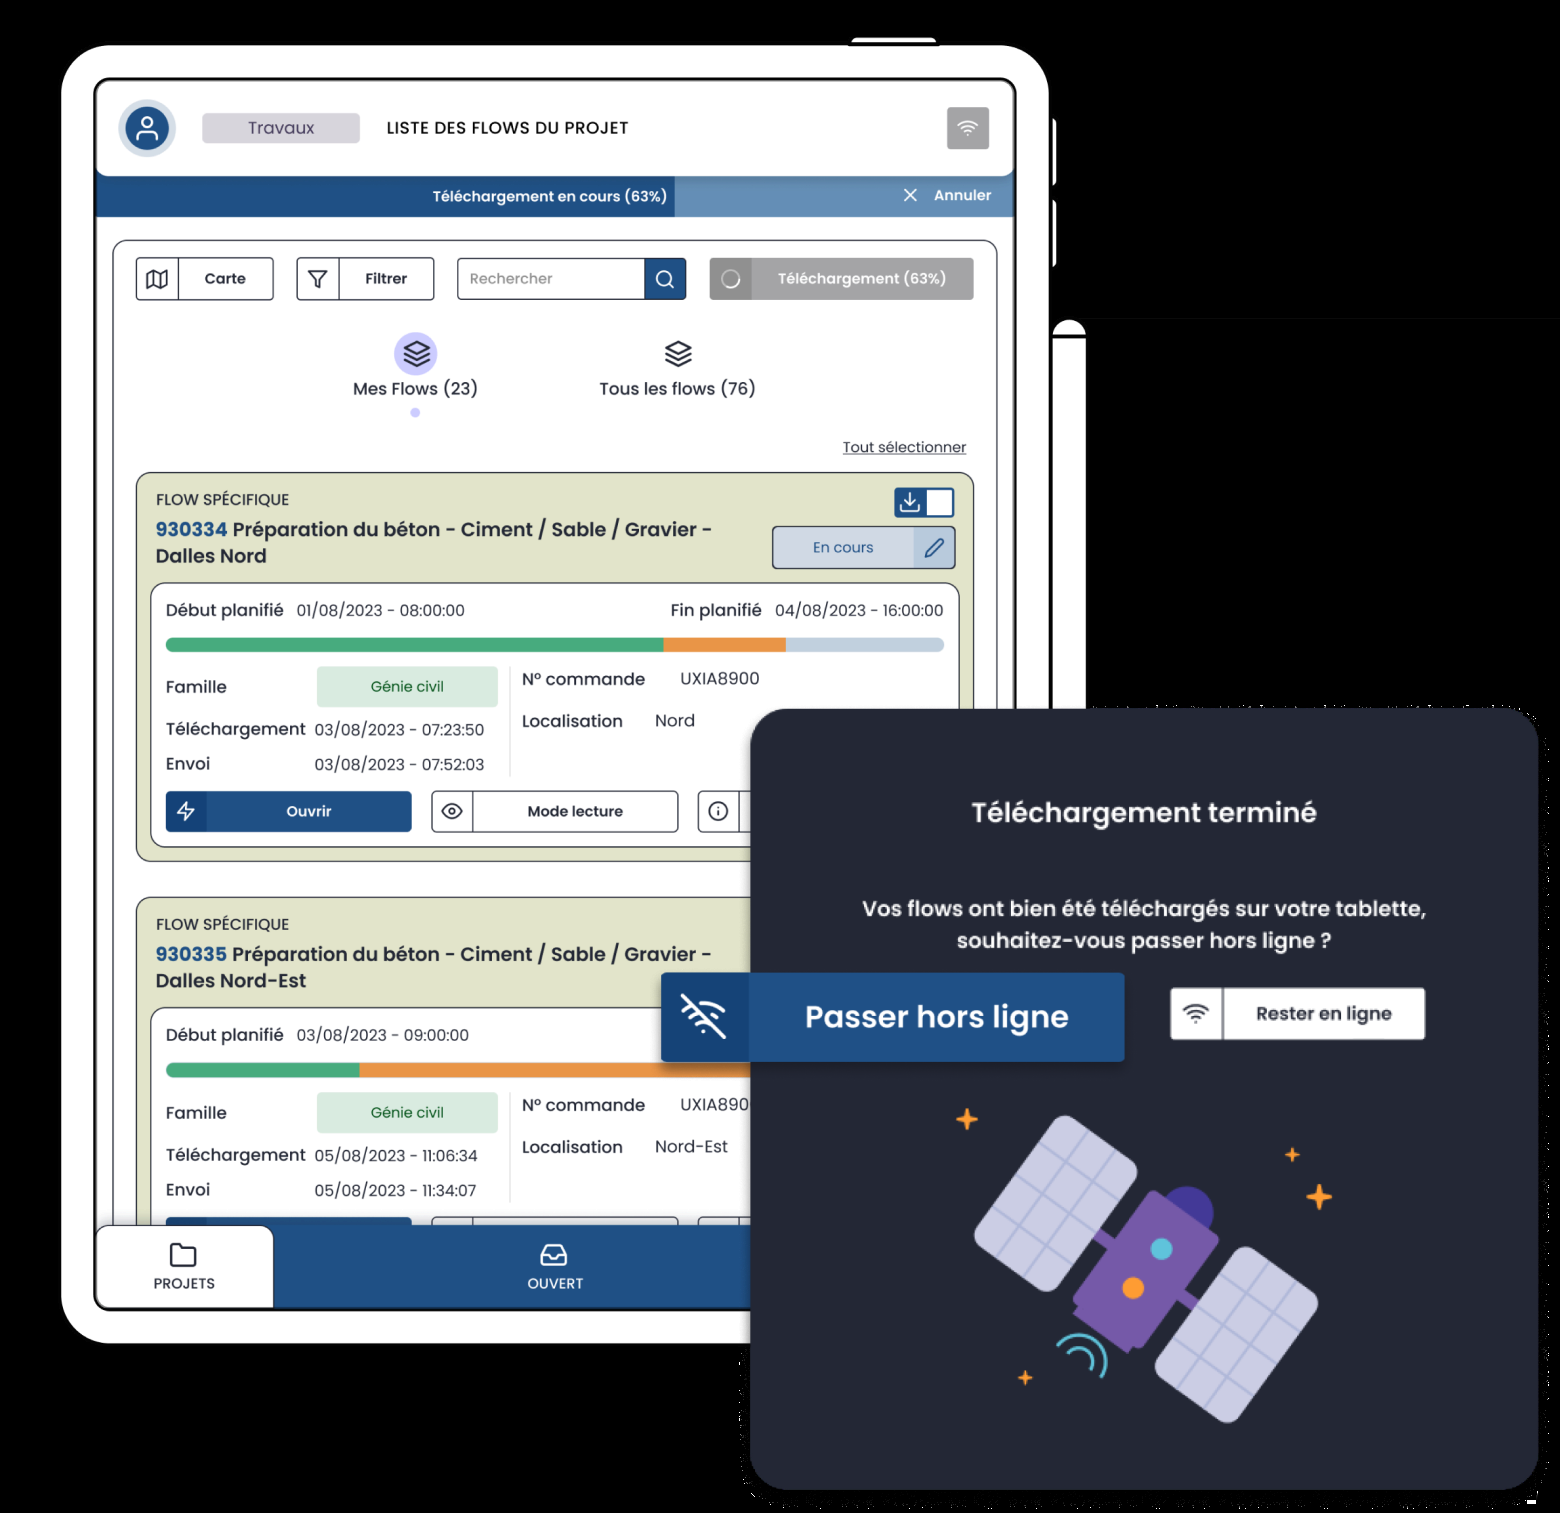 Travaux
LISTE DES FLOWS DU PROJET
Téléchargement en cours (63%)
Annuler
Carte
Filtrer
Rechercher
Téléchargement (63%)
Mes Flows (23)
Tous les flows (76)
Tout sélectionner
FLOW SPÉCIFIQUE
930334 Préparation du béton - Ciment / Sable / Gravier -
Dalles Nord
En cours
Début planifié 01/08/2023 - 08:00:00
Fin planifié 04/08/2023 - 16:00:00
Famille Génie civil
Téléchargement 03/08/2023 - 07:23:50
Envoi 03/08/2023 - 07:52:03
N° commande UXIA8900
Localisation Nord
Ouvrir
Mode lecture
FLOW SPÉCIFIQUE
930335 Préparation du béton - Ciment / Sable / Gravier -
Dalles Nord-Est
Début planifié 03/08/2023 - 09:00:00
Famille Génie civil
Téléchargement 05/08/2023 - 11:06:34
Envoi 05/08/2023 - 11:34:07
N° commande UXIA890
Localisation Nord-Est
PROJETS
OUVERT
Téléchargement terminé
Vos flows ont bien été téléchargés sur votre tablette,
souhaitez-vous passer hors ligne ?
Passer hors ligne
Rester en ligne